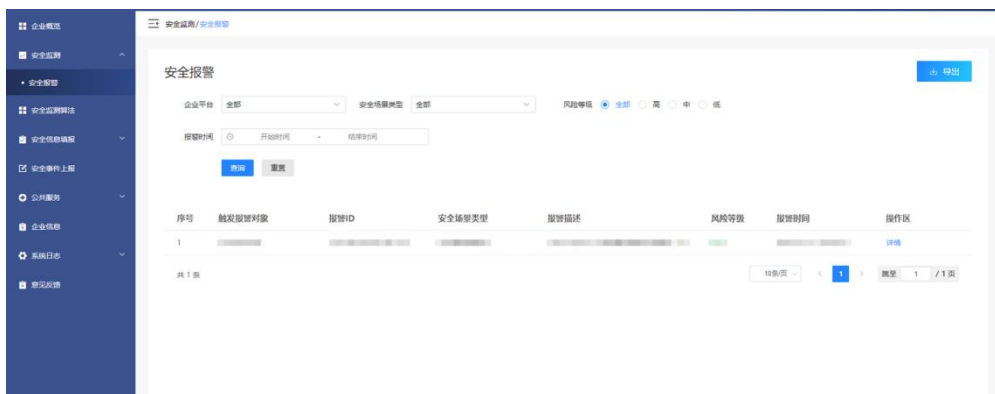 企业概览
安全监测/安全报警
安全监测
安全报警
导出
• 安全报警
安全监测算法
企业平台 全部 安全场景类型 全部 风险等级 全部 高 中 低
安全信息填报
报警时间 开始时间 - 结束时间
安全事件上报
查询 重置
公共服务
企业信息
序号 触发报警对象 报警ID 安全场景类型 报警描述 风险等级 报警时间 操作区
1 详情
系统日志
共 1 条 10条/页 < 1 > 跳至 1 / 1 页
意见反馈